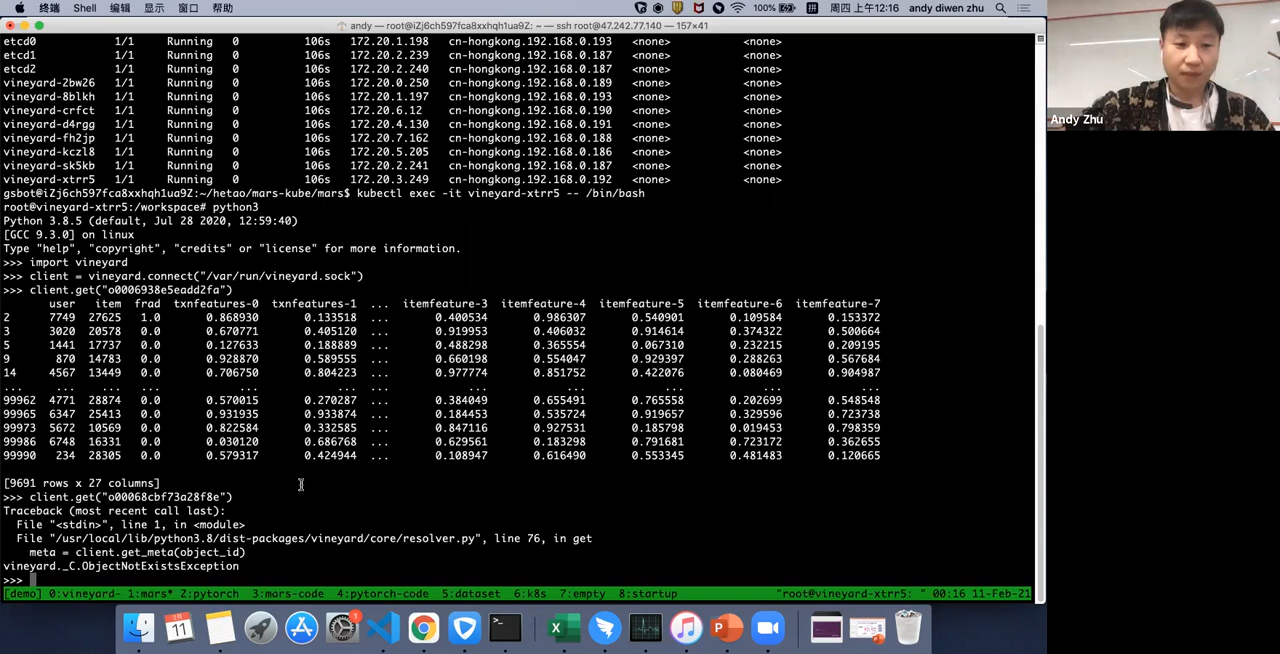 终端 Shell 编辑 显示 窗口 帮助 100% 周四 上午12:16 andy diwen zhu
andy — root@iZj6ch597fca8xxhqh1ua9Z: ~ — ssh root@47.242.77.140 — 157×41
etcd0 1/1 Running 0 106s 172.20.1.198 cn-hongkong.192.168.0.193 <none> <none>
etcd1 1/1 Running 0 106s 172.20.2.239 cn-hongkong.192.168.0.187 <none> <none>
etcd2 1/1 Running 0 106s 172.20.2.240 cn-hongkong.192.168.0.187 <none> <none>
vineyard-2bw26 1/1 Running 0 106s 172.20.0.250 cn-hongkong.192.168.0.189 <none> <none>
vineyard-8blkh 1/1 Running 0 106s 172.20.1.197 cn-hongkong.192.168.0.193 <none> <none>
vineyard-crfct 1/1 Running 0 106s 172.20.6.12 cn-hongkong.192.168.0.190 <none> <none>
vineyard-d4rgg 1/1 Running 0 106s 172.20.4.130 cn-hongkong.192.168.0.191 <none> <none>
vineyard-fh2jp 1/1 Running 0 106s 172.20.7.162 cn-hongkong.192.168.0.188 <none> <none>
vineyard-kczl8 1/1 Running 0 106s 172.20.5.205 cn-hongkong.192.168.0.186 <none> <none>
vineyard-sk5kb 1/1 Running 0 106s 172.20.2.241 cn-hongkong.192.168.0.187 <none> <none>
vineyard-xtrr5 1/1 Running 0 106s 172.20.3.249 cn-hongkong.192.168.0.192 <none> <none>
gsbot@iZj6ch597fca8xxhqh1ua9Z:~/hetao/mars-kube/mars$ kubectl exec -it vineyard-xtrr5 -- /bin/bash
root@vineyard-xtrr5:/workspace# python3
Python 3.8.5 (default, Jul 28 2020, 12:59:40)
[GCC 9.3.0] on linux
Type "help", "copyright", "credits" or "license" for more information.
>>> import vineyard
>>> client = vineyard.connect("/var/run/vineyard.sock")
>>> client.get("o0006938e5eadd2fa")
user item frad txnfeatures-0 txnfeatures-1 ... itemfeature-3 itemfeature-4 itemfeature-5 itemfeature-6 itemfeature-7
2 7749 27625 1.0 0.868930 0.133518 ... 0.400534 0.986307 0.540901 0.109584 0.153372
3 3020 20578 0.0 0.670771 0.405120 ... 0.919953 0.406032 0.914614 0.374322 0.500664
5 1441 17737 0.0 0.127633 0.188889 ... 0.488298 0.365554 0.067310 0.232215 0.209195
9 870 14783 0.0 0.928870 0.589555 ... 0.660198 0.554047 0.929397 0.288263 0.567684
14 4567 13449 0.0 0.706750 0.804223 ... 0.977774 0.851752 0.422076 0.080469 0.904987
... ... ... ... ... ... ... ... ... ... ... ...
99962 4771 28874 0.0 0.570015 0.270287 ... 0.384049 0.655491 0.765558 0.202699 0.548548
99965 6347 25413 0.0 0.931935 0.933874 ... 0.184453 0.535724 0.919657 0.329596 0.723738
99973 5672 10569 0.0 0.822584 0.332585 ... 0.847116 0.927531 0.185798 0.019453 0.798359
99986 6748 16331 0.0 0.030120 0.686768 ... 0.629561 0.183298 0.791681 0.723172 0.362655
99990 234 28305 0.0 0.579317 0.424944 ... 0.108947 0.616490 0.553345 0.481483 0.120665
[9691 rows x 27 columns]
>>> client.get("o00068cbf73a28f8e")
Traceback (most recent call last):
File "<stdin>", line 1, in <module>
File "/usr/local/lib/python3.8/dist-packages/vineyard/core/resolver.py", line 76, in get
meta = client.get_meta(object_id)
vineyard._C.ObjectNotExistsException
>>>
[demo] 0:vineyard- 1:mars* 2:pytorch 3:mars-code 4:pytorch-code 5:dataset 6:k8s 7:empty 8:startup "root@vineyard-xtrr5: " 00:16 11-Feb-21
Andy Zhu
2月
11
1